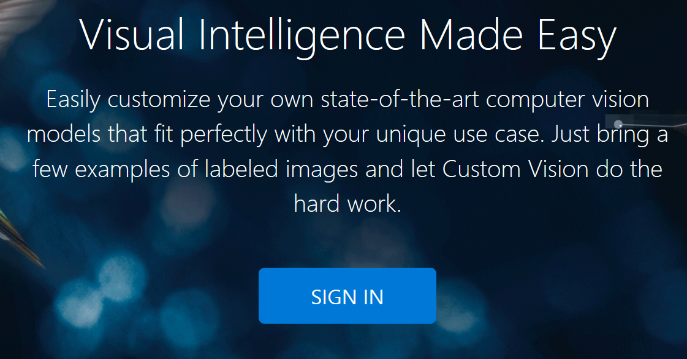 Visual Intelligence Made Easy
Easily customize your own state-of-the-art computer vision
models that fit perfectly with your unique use case. Just bring a
few examples of labeled images and let Custom Vision do the
hard work.
SIGN IN